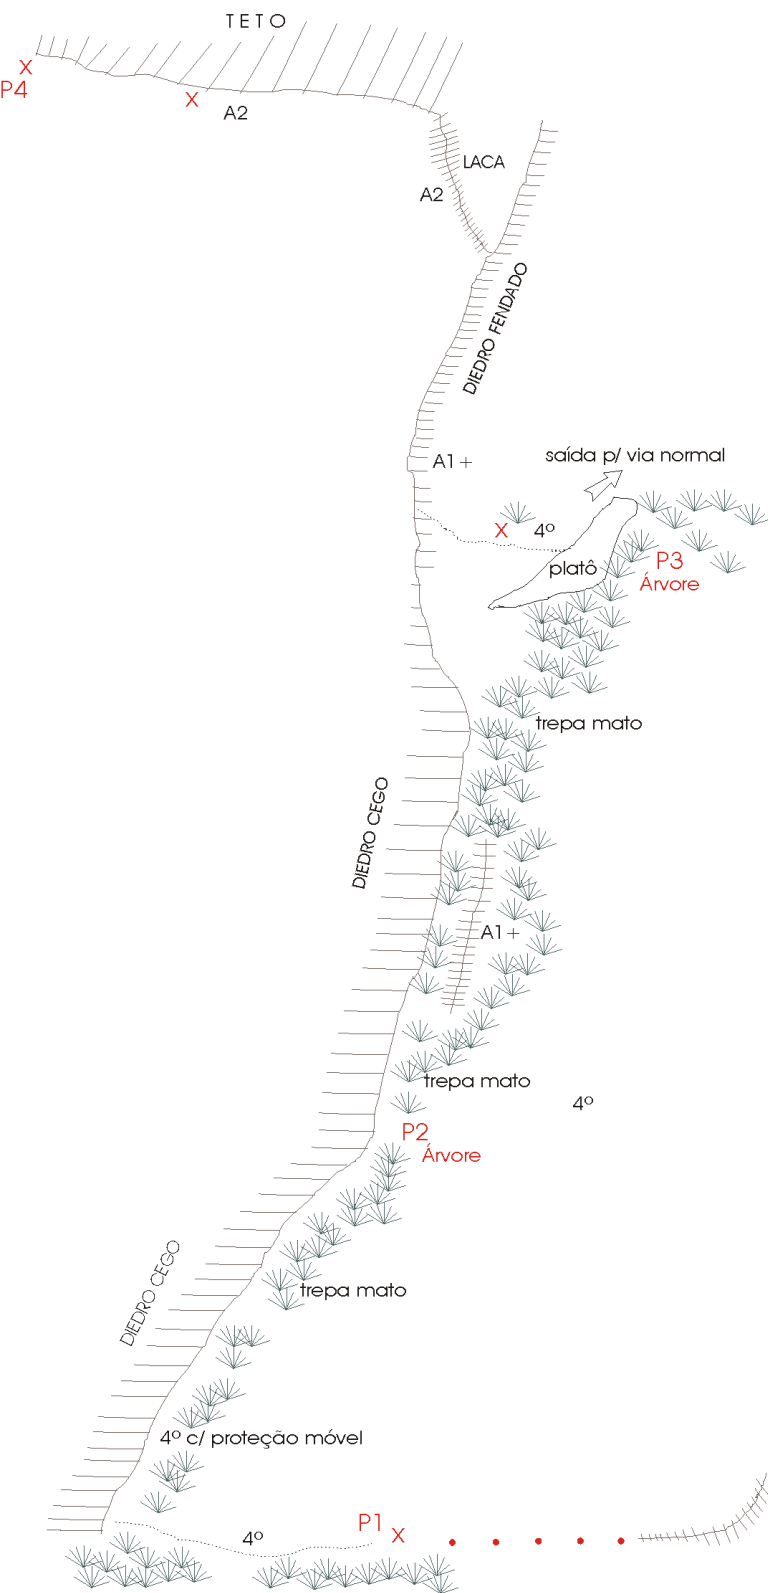 TETO
X
P4
X
A2
LACA
A2
DIEDRO FENDADO
A1+
saída p/ via normal
X
4º
platô
P3
Árvore
trepa mato
DIEDRO CEGO
A1+
trepa mato
4º
P2
Árvore
DIEDRO CEGO
trepa mato
4º c/ proteção móvel
P1
X
4º